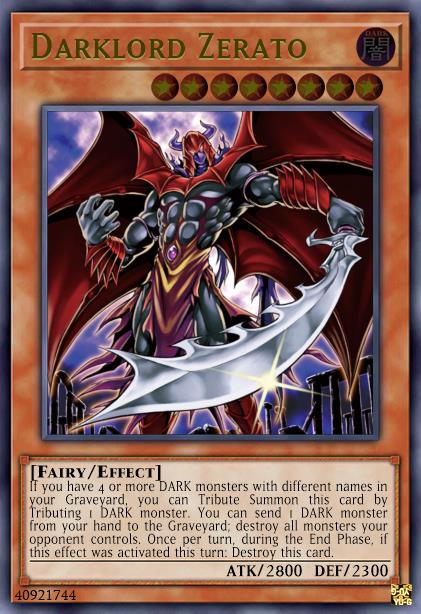 Darklord Zerato
DARK
闇
[Fairy/Effect]
If you have 4 or more DARK monsters with different names in
your Graveyard, you can Tribute Summon this card by
Tributing 1 DARK monster. You can send 1 DARK monster
from your hand to the Graveyard; destroy all monsters your
opponent controls. Once per turn, during the End Phase, if
this effect was activated this turn: Destroy this card.
ATK/2800 DEF/2300
40921744